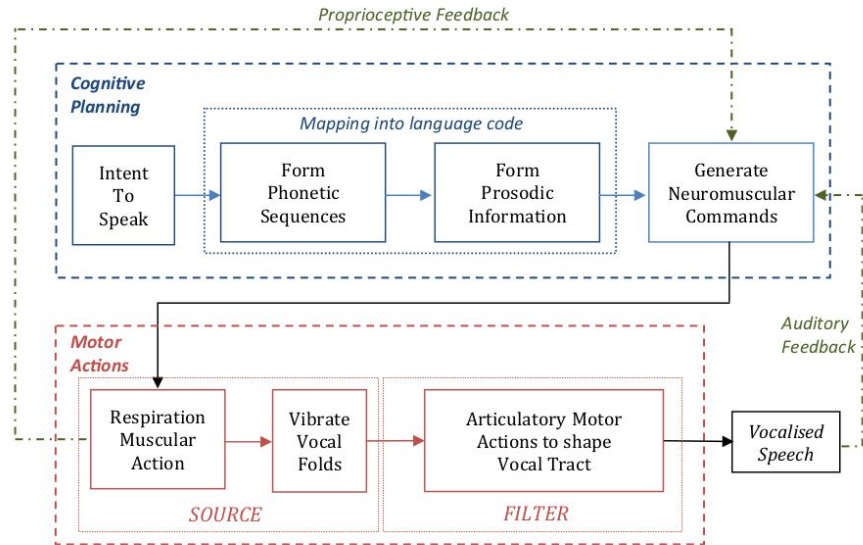 Proprioceptive Feedback
Cognitive
Planning
Mapping into language code
Intent
To
Speak
Form
Phonetic
Sequences
Form
Prosodic
Information
Generate
Neuromuscular
Commands
Auditory
Feedback
Motor
Actions
Respiration
Muscular
Action
Vibrate
Vocal
Folds
Articulatory Motor
Actions to shape
Vocal Tract
Vocalised
Speech
SOURCE
FILTER